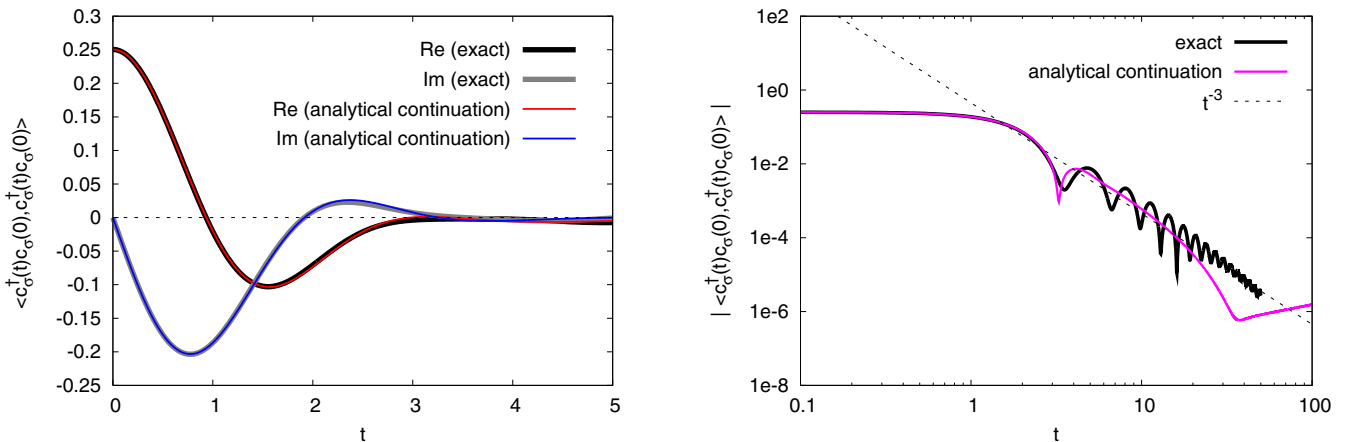 0.3
0.25
0.2
0.15
0.1
0.05
0
-0.05
-0.1
-0.15
-0.2
-0.25
0 1 2 3 4 5
t
<c†σ(t)cσ(0),c†σ(t)cσ(0)>
Re (exact)
Im (exact)
Re (analytical continuation)
Im (analytical continuation)
1e2
1e0
1e-2
1e-4
1e-6
1e-8
0.1 1 10 100
t
| <c†σ(t)cσ(0),c†σ(t)cσ(0)> |
exact
analytical continuation
t-3